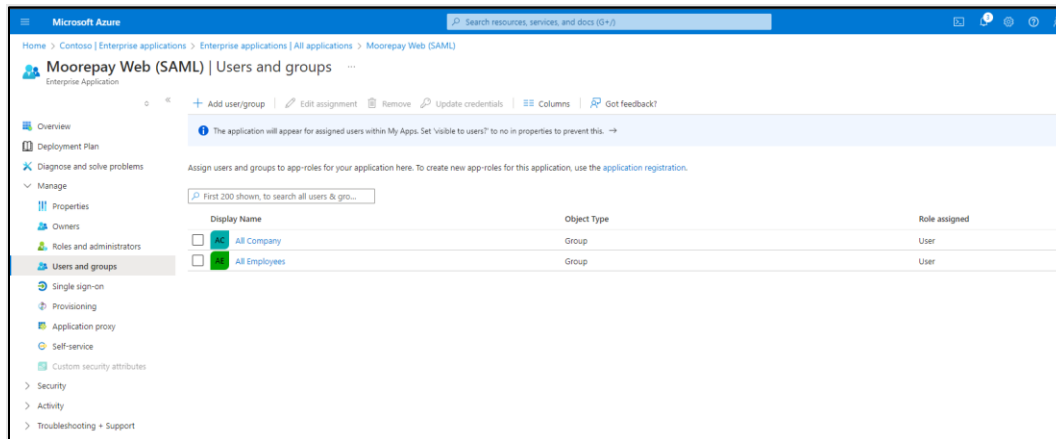 Microsoft Azure
Search resources, services, and docs (G+/)
1
Home > Contoso | Enterprise applications > Enterprise applications | All applications > Moorepay Web (SAML)
Moorepay Web (SAML) | Users and groups ...
Enterprise Application
Add user/group
Edit assignment
Remove
Update credentials
Columns
Got feedback?
The application will appear for assigned users within My Apps. Set 'visible to users?' to no in properties to prevent this. →
Assign users and groups to app-roles for your application here. To create new app-roles for this application, use the application registration.
First 200 shown, to search all users & gro...
Display Name Object Type Role assigned
AC All Company Group User
AE All Employees Group User
Overview
Deployment Plan
Diagnose and solve problems
Manage
Properties
Owners
Roles and administrators
Users and groups
Single sign-on
Provisioning
Application proxy
Self-service
Custom security attributes
Security
Activity
Troubleshooting + Support